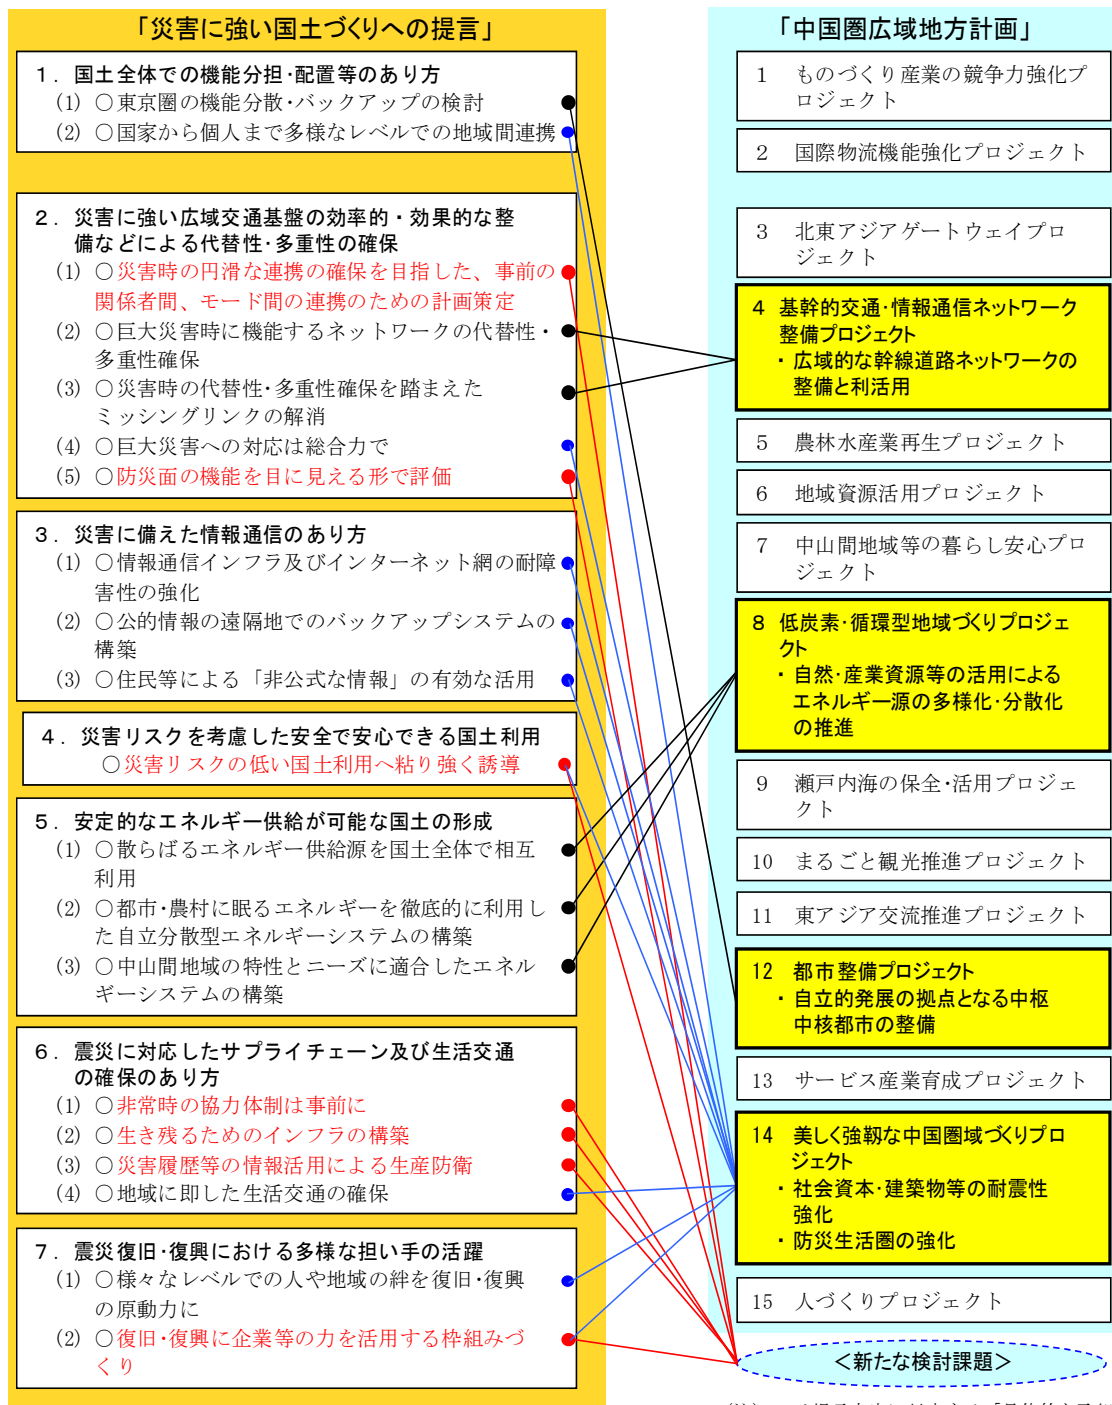 「災害に強い国土づくりへの提言」
1. 国土全体での機能分担・配置等のあり方
(1) ○東京圏の機能分散・バックアップの検討
(2) ○国家から個人まで多様なレベルでの地域間連携
2. 災害に強い広域交通基盤の効率的・効果的な整
備などによる代替性・多重性の確保
(1) ○災害時の円滑な連携の確保を目指した、事前の
関係者間、モード間の連携のための計画策定
(2) ○巨大災害時に機能するネットワークの代替性・
多重性確保
(3) ○災害時の代替性・多重性確保を踏まえた
ミッシングリンクの解消
(4) ○巨大災害への対応は総合力で
(5) ○防災面の機能を目に見える形で評価
3. 災害に備えた情報通信のあり方
(1) ○情報通信インフラ及びインターネット網の耐障
害性の強化
(2) ○公的情報の遠隔地でのバックアップシステムの
構築
(3) ○住民等による「非公式な情報」の有効な活用
4. 災害リスクを考慮した安全で安心できる国土利用
○災害リスクの低い国土利用へ粘り強く誘導
5. 安定的なエネルギー供給が可能な国土の形成
(1) ○散らばるエネルギー供給源を国土全体で相互
利用
(2) ○都市・農村に眠るエネルギーを徹底的に利用し
た自立分散型エネルギーシステムの構築
(3) ○中山間地域の特性とニーズに適合したエネル
ギーシステムの構築
6. 震災に対応したサプライチェーン及び生活交通
の確保のあり方
(1) ○非常時の協力体制は事前に
(2) ○生き残るためのインフラの構築
(3) ○災害履歴等の情報活用による生産防衛
(4) ○地域に即した生活交通の確保
7. 震災復旧・復興における多様な担い手の活躍
(1) ○様々なレベルでの人や地域の絆を復旧・復興
の原動力に
(2) ○復旧・復興に企業等の力を活用する枠組みづ
くり
「中国圏広域地方計画」
1 ものづくり産業の競争力強化プ
ロジェクト
2 国際物流機能強化プロジェクト
3 北東アジアゲートウェイプロ
ジェクト
4 基幹的交通・情報通信ネットワーク
整備プロジェクト
・広域的な幹線道路ネットワークの
整備と利活用
5 農林水産業再生プロジェクト
6 地域資源活用プロジェクト
7 中山間地域等の暮らし安心プロ
ジェクト
8 低炭素・循環型地域づくりプロジェ
クト
・自然・産業資源等の活用による
エネルギー源の多様化・分散化
の推進
9 瀬戸内海の保全・活用プロジェ
クト
10 まるごと観光推進プロジェクト
11 東アジア交流推進プロジェクト
12 都市整備プロジェクト
・自立的発展の拠点となる中枢
中核都市の整備
13 サービス産業育成プロジェクト
14 美しく強靱な中国圏域づくりプロ
ジェクト
・社会資本・建築物等の耐震性
強化
・防災生活圏の強化
15 人づくりプロジェクト
＜新たな検討課題＞